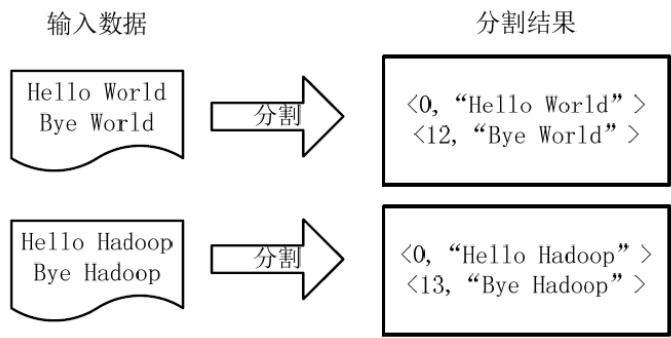 输入数据
分割结果
Hello World
Bye World
分割
<0, “Hello World” >
<12, “Bye World” >
Hello Hadoop
Bye Hadoop
分割
<0, “Hello Hadoop” >
<13, “Bye Hadoop” >